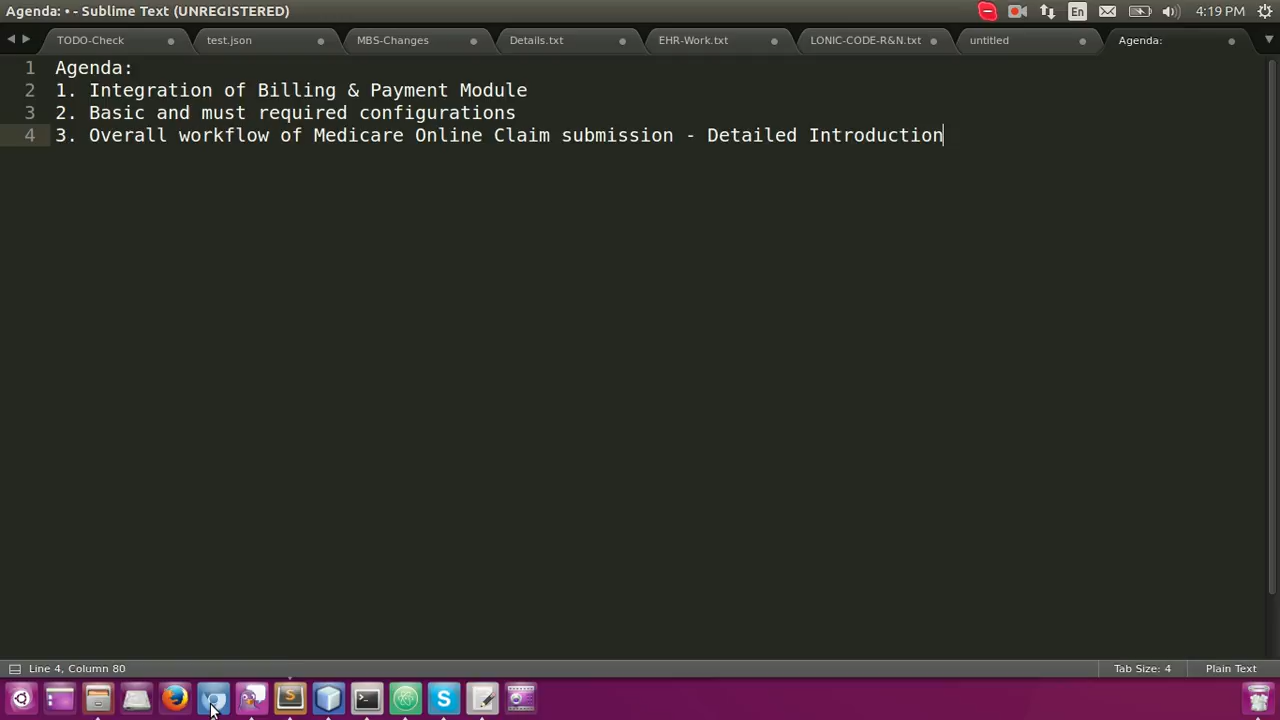 Agenda: • - Sublime Text (UNREGISTERED)
En
4:19 PM
TODO-Check
test.json
MBS-Changes
Details.txt
EHR-Work.txt
LONIC-CODE-R&N.txt
untitled
Agenda:
1 Agenda:
2 1. Integration of Billing & Payment Module
3 2. Basic and must required configurations
4 3. Overall workflow of Medicare Online Claim submission - Detailed Introduction
Line 4, Column 80
Tab Size: 4
Plain Text